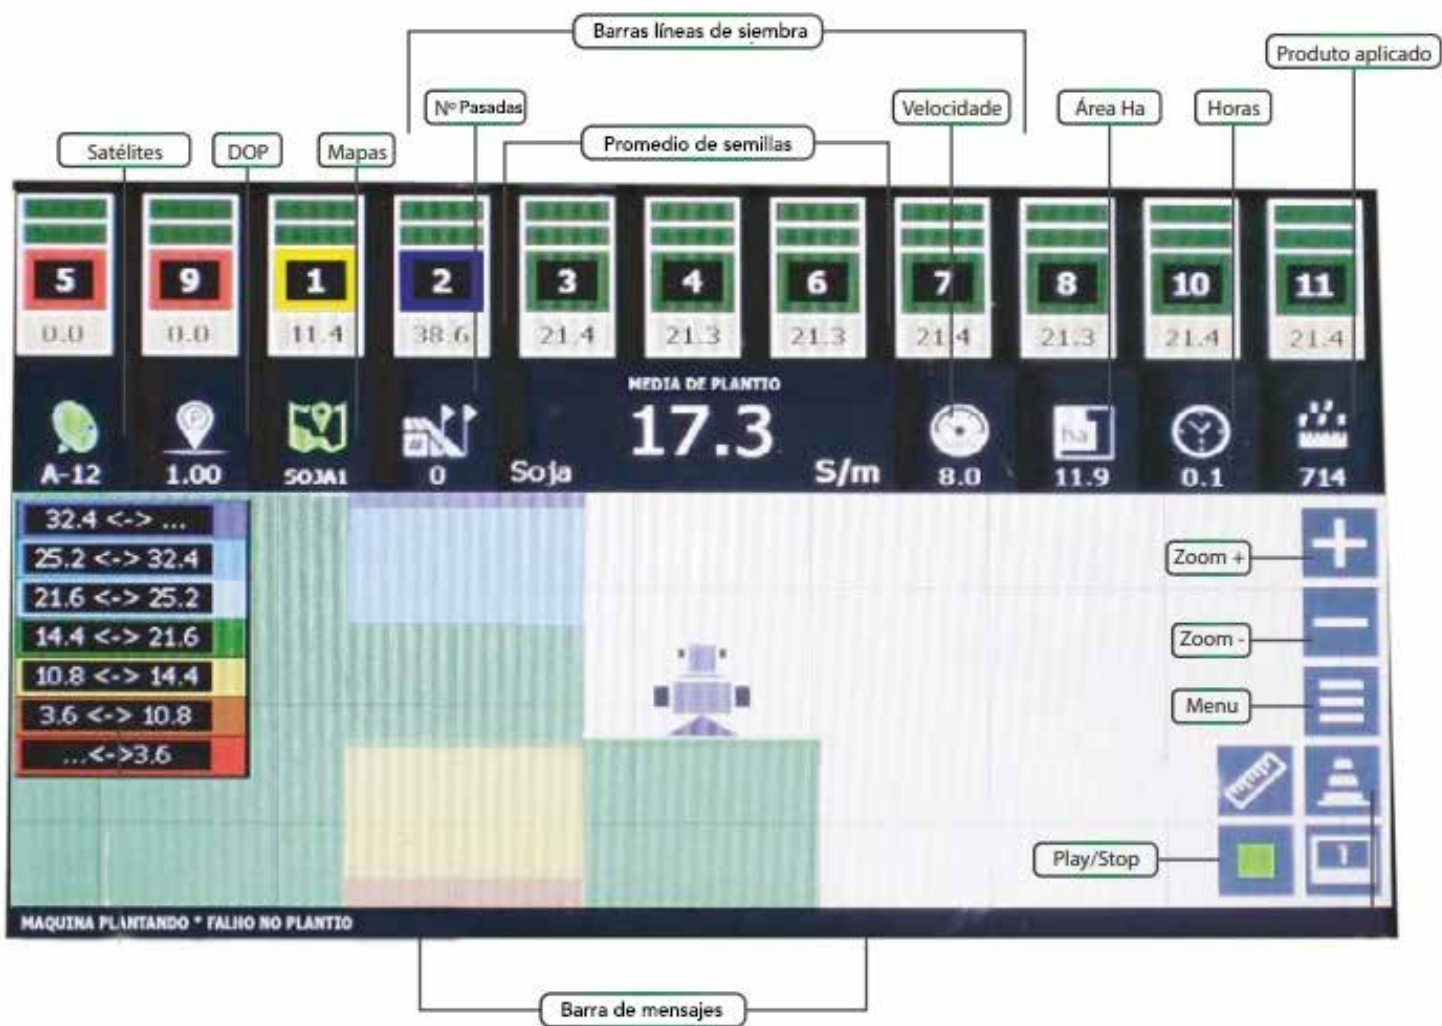 Barras líneas de siembra
Produto aplicado
Nº Pasadas
Velocidade
Área Ha
Horas
Satélites
DOP
Mapas
Promedio de semillas
5 9 1 2 3 4 6 7 8 10 11
0.0 0.0 11.4 38.6 21.4 21.3 21.3 21.4 21.3 21.4 21.4
MEDIA DE PLANTIO
17.3
# P ha
A-12 1.00 SOJA1 0 Soja S/m 8.0 11.9 0.1 714
32.4 <-> ...
25.2 <-> 32.4
21.6 <-> 25.2
14.4 <-> 21.6
10.8 <-> 14.4
3.6 <-> 10.8
...<->3.6
Zoom +
Zoom -
Menu
Play/Stop
1
MAQUINA PLANTANDO * FALHO NO PLANTIO
Barra de mensajes